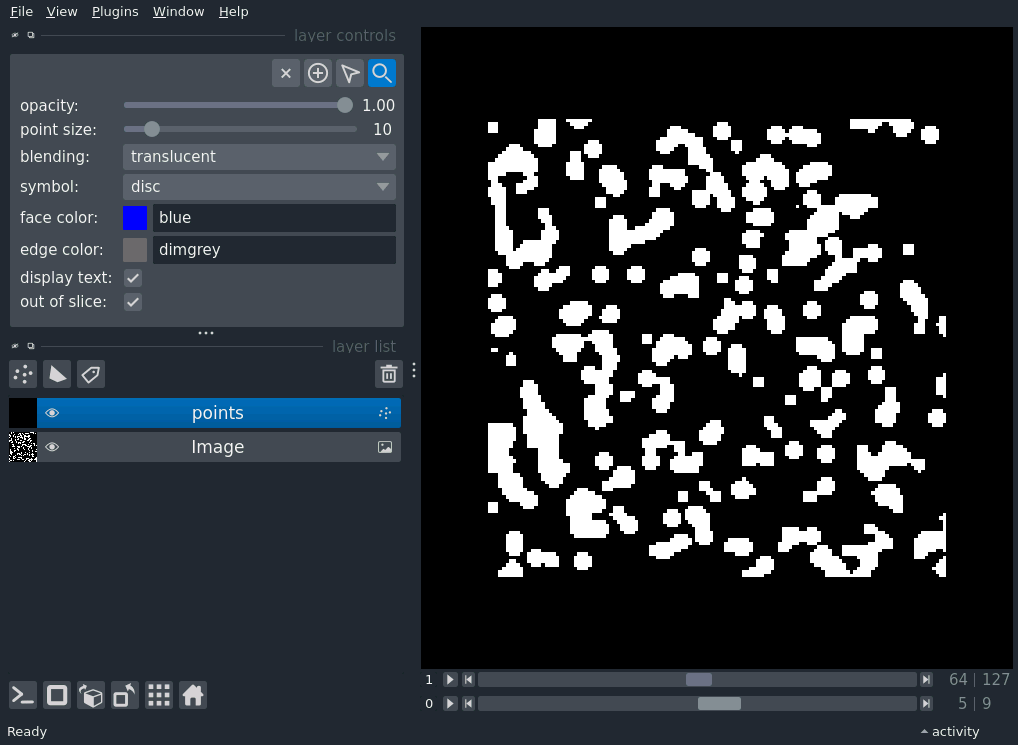 File View Plugins Window Help
layer controls
opacity: 1.00
point size: 10
blending: translucent
symbol: disc
face color: blue
edge color: dimgrey
display text:
out of slice:
layer list
points
Image
1 64 | 127
0 5 | 9
Ready activity